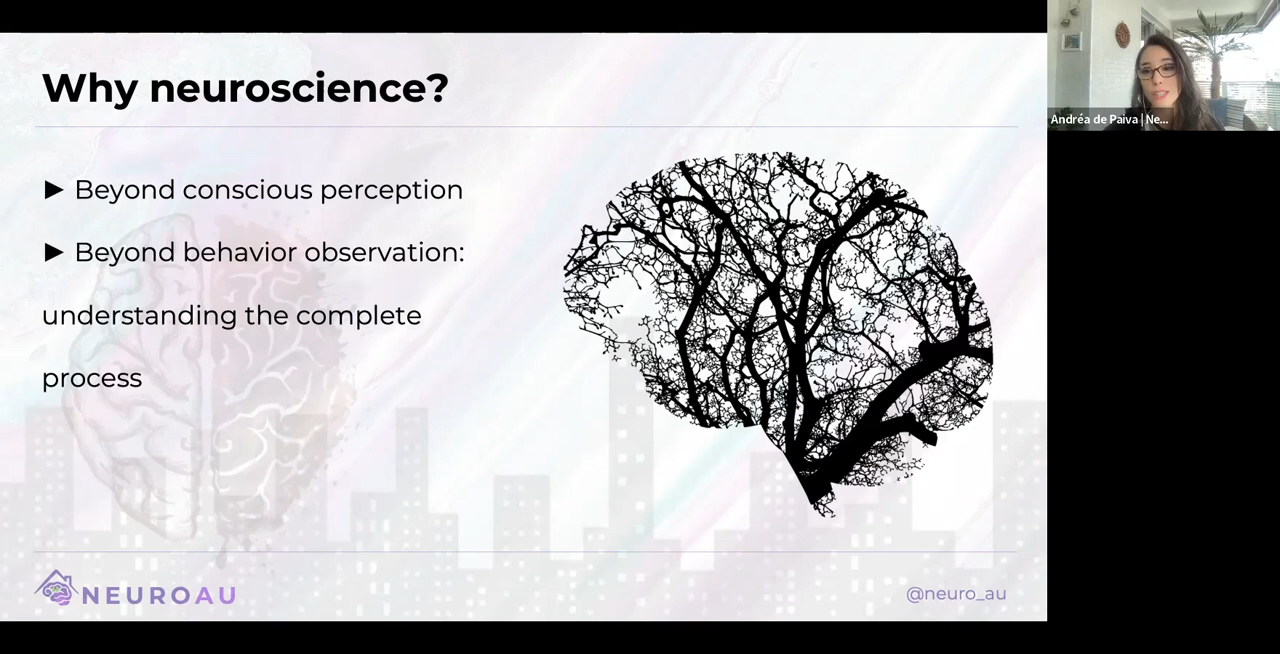 Why neuroscience?
► Beyond conscious perception
► Beyond behavior observation:
understanding the complete
process
NEUROAU
@neuro_au
Andréa de Paiva | Ne...